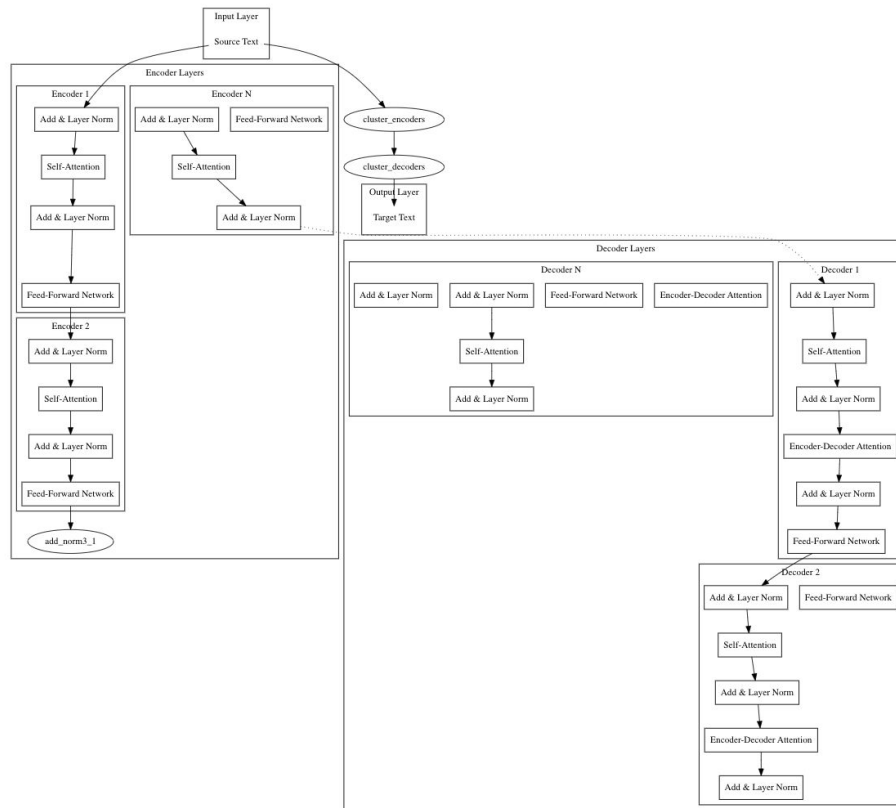 Input Layer
Source Text
Encoder Layers
Encoder 1
Add & Layer Norm
Self-Attention
Add & Layer Norm
Feed-Forward Network
Encoder 2
Add & Layer Norm
Self-Attention
Add & Layer Norm
Feed-Forward Network
add_norm3_1
Encoder N
Add & Layer Norm
Feed-Forward Network
Self-Attention
Add & Layer Norm
cluster_encoders
cluster_decoders
Output Layer
Target Text
Decoder Layers
Decoder N
Add & Layer Norm
Add & Layer Norm
Feed-Forward Network
Encoder-Decoder Attention
Self-Attention
Add & Layer Norm
Decoder 1
Add & Layer Norm
Self-Attention
Add & Layer Norm
Encoder-Decoder Attention
Add & Layer Norm
Feed-Forward Network
Decoder 2
Add & Layer Norm
Feed-Forward Network
Self-Attention
Add & Layer Norm
Encoder-Decoder Attention
Add & Layer Norm